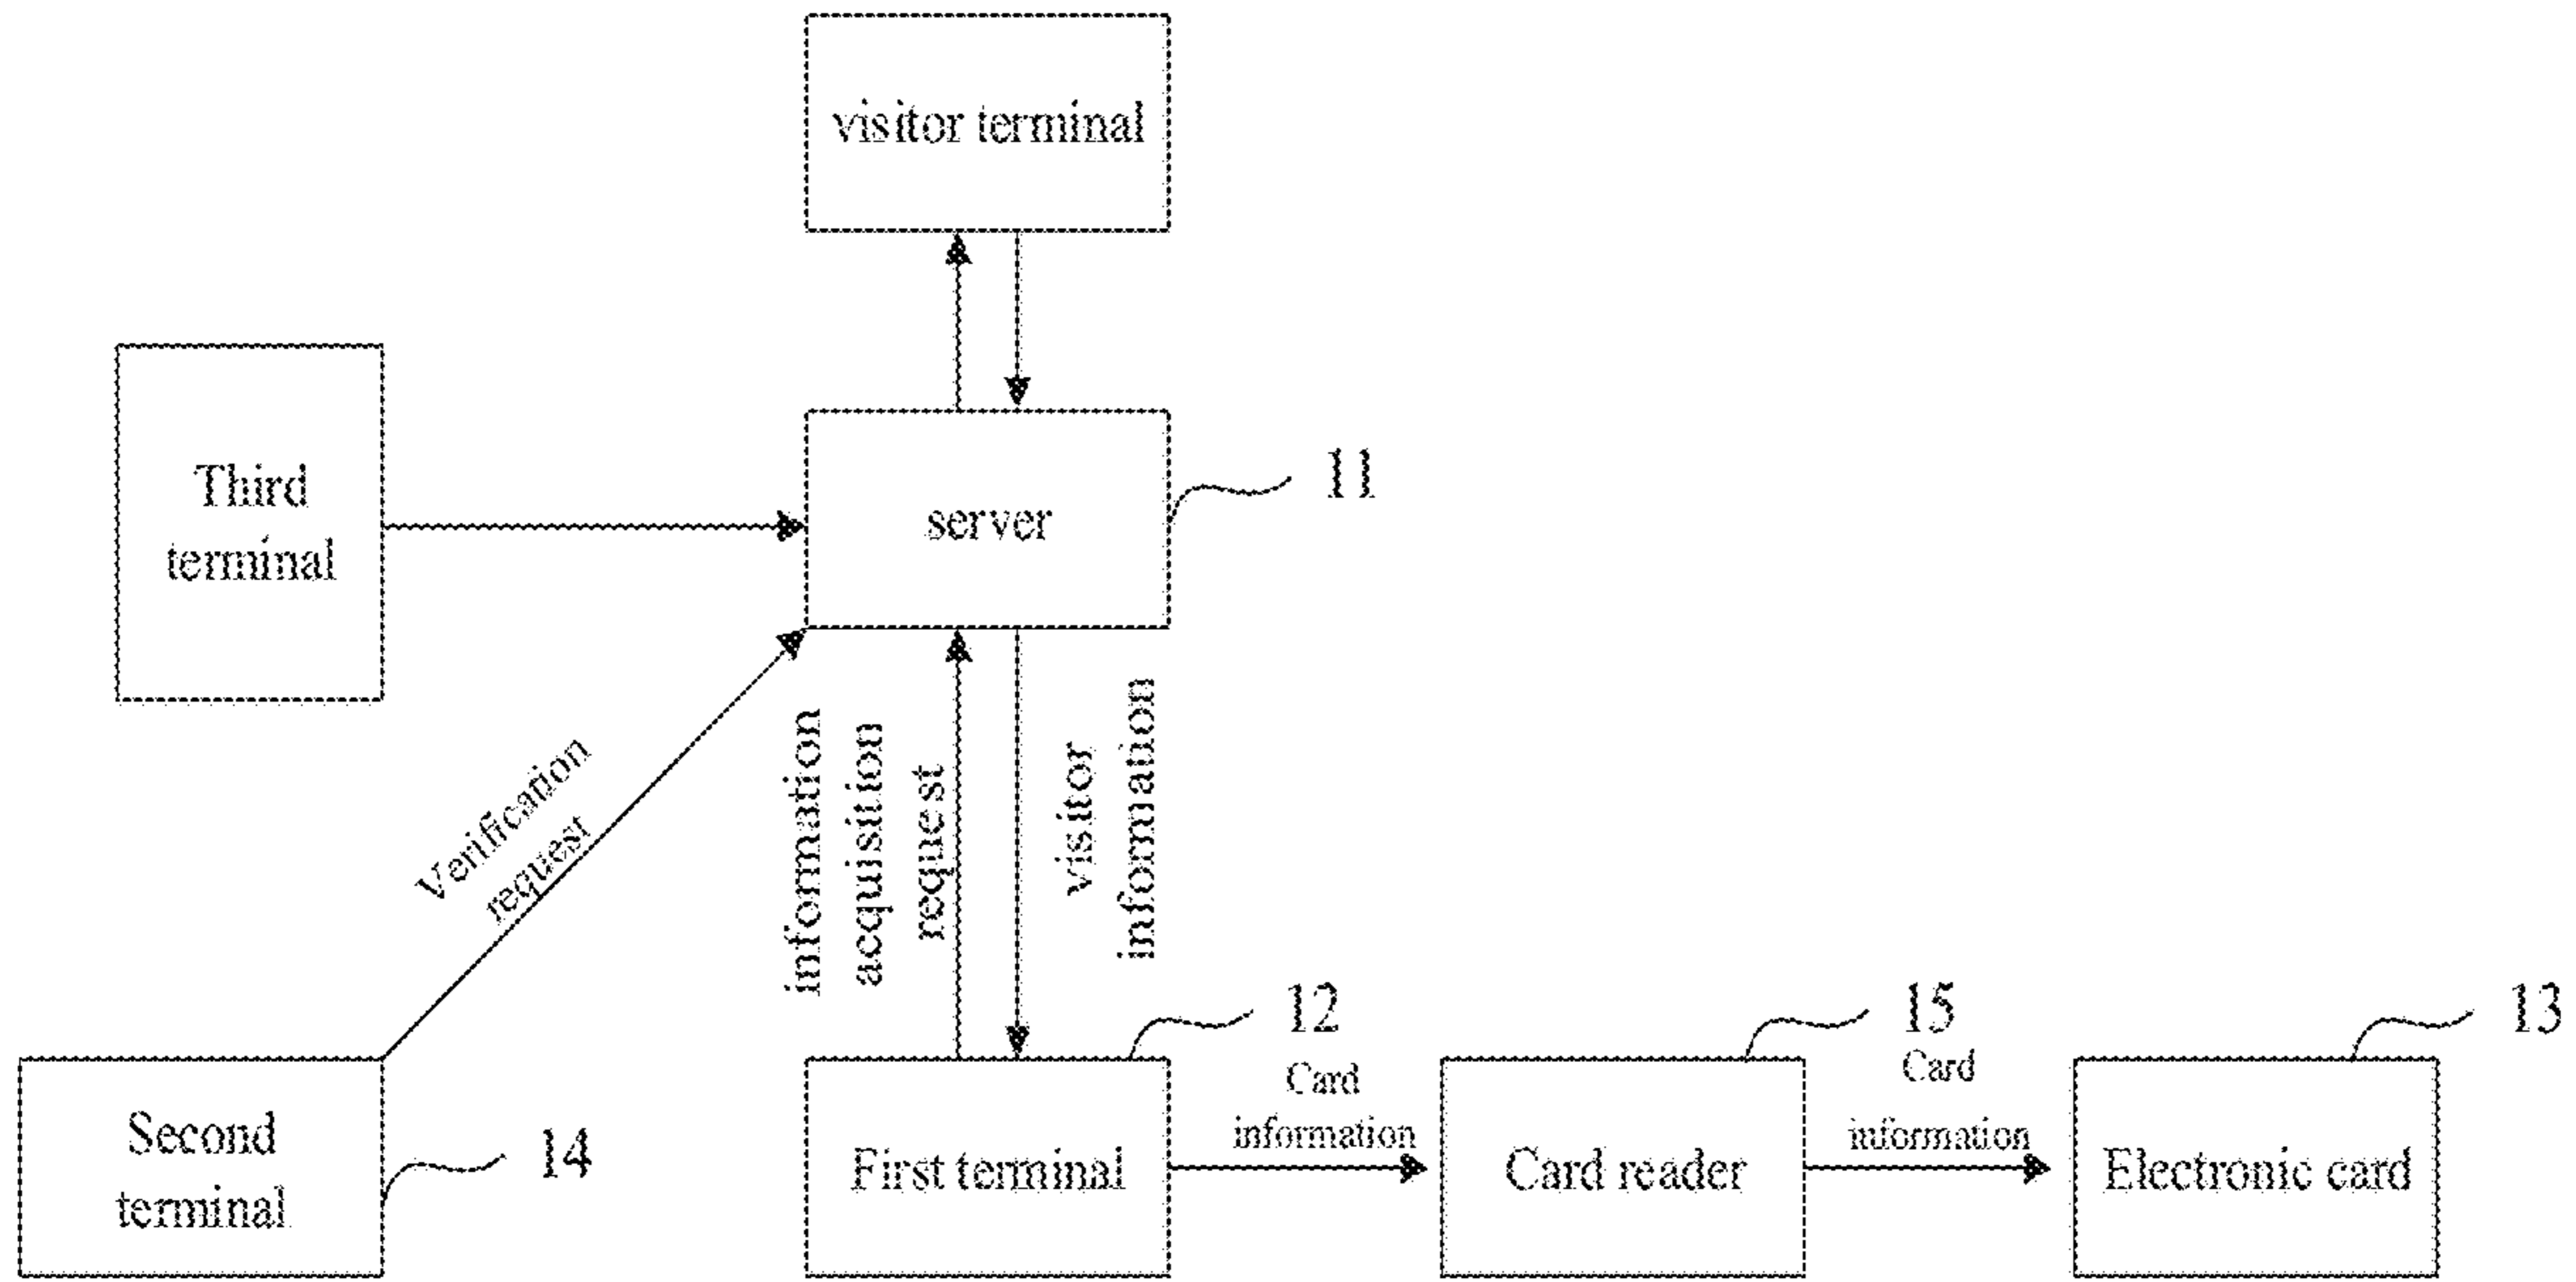 visitor terminal
Third
terminal
server
11
Verification
request
information
acquisition
request
visitor
information
12
15
13
Card
information
Card
information
Second
terminal
14
First terminal
Card reader
Electronic card